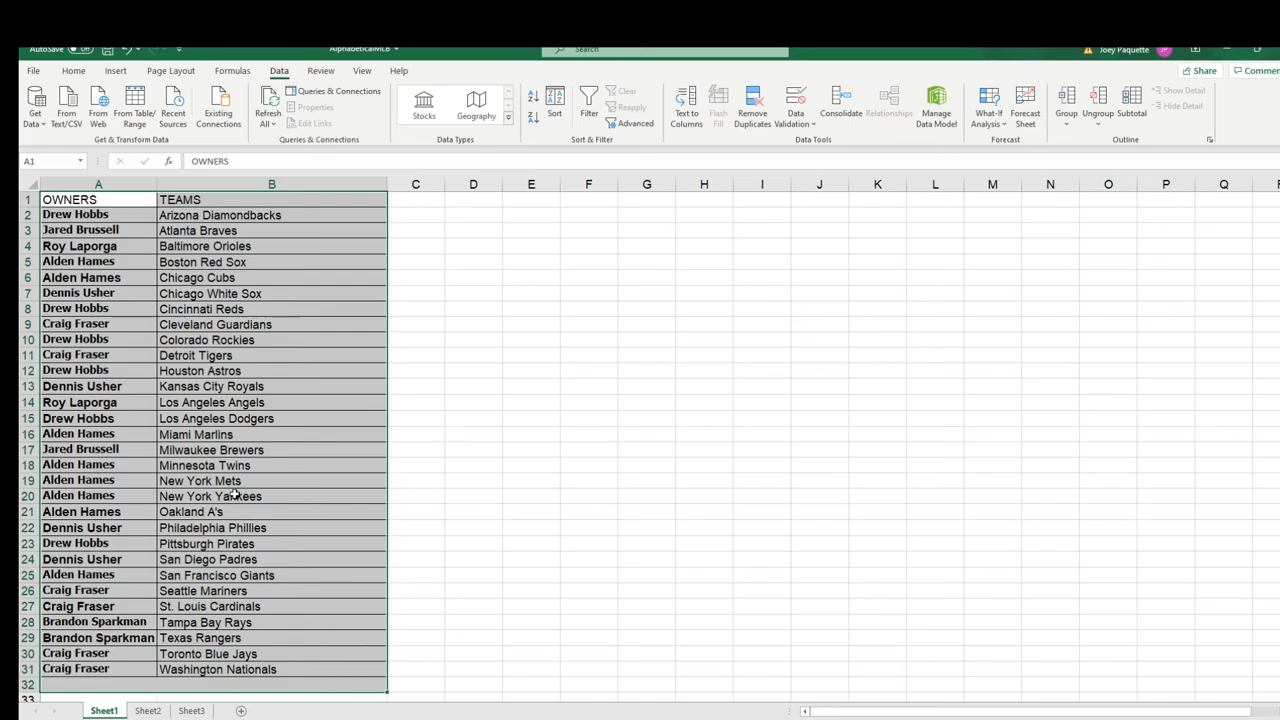 AutoSave Off AlphabeticalMLB Search Joey Paquette JP
File Home Insert Page Layout Formulas Data Review View Help Share Comme
Get Data From Text/CSV From Web From Table/Range Recent Sources Existing Connections Refresh All Queries & Connections Properties Edit Links Stocks Geography Sort Filter Clear Reapply Advanced Text to Columns Flash Fill Remove Duplicates Data Validation Consolidate Relationships Manage Data Model What-If Analysis Forecast Sheet Group Ungroup Subtotal Show Detail Hide Detail
Get & Transform Data Queries & Connections Data Types Sort & Filter Data Tools Forecast Outline
A1 fx OWNERS
A B C D E F G H I J K L M N O P Q
1 OWNERS TEAMS
2 Drew Hobbs Arizona Diamondbacks
3 Jared Brussell Atlanta Braves
4 Roy Laporga Baltimore Orioles
5 Alden Hames Boston Red Sox
6 Alden Hames Chicago Cubs
7 Dennis Usher Chicago White Sox
8 Drew Hobbs Cincinnati Reds
9 Craig Fraser Cleveland Guardians
10 Drew Hobbs Colorado Rockies
11 Craig Fraser Detroit Tigers
12 Drew Hobbs Houston Astros
13 Dennis Usher Kansas City Royals
14 Roy Laporga Los Angeles Angels
15 Drew Hobbs Los Angeles Dodgers
16 Alden Hames Miami Marlins
17 Jared Brussell Milwaukee Brewers
18 Alden Hames Minnesota Twins
19 Alden Hames New York Mets
20 Alden Hames New York Yankees
21 Alden Hames Oakland A's
22 Dennis Usher Philadelphia Phillies
23 Drew Hobbs Pittsburgh Pirates
24 Dennis Usher San Diego Padres
25 Alden Hames San Francisco Giants
26 Craig Fraser Seattle Mariners
27 Craig Fraser St. Louis Cardinals
28 Brandon Sparkman Tampa Bay Rays
29 Brandon Sparkman Texas Rangers
30 Craig Fraser Toronto Blue Jays
31 Craig Fraser Washington Nationals
32
33
Sheet1 Sheet2 Sheet3